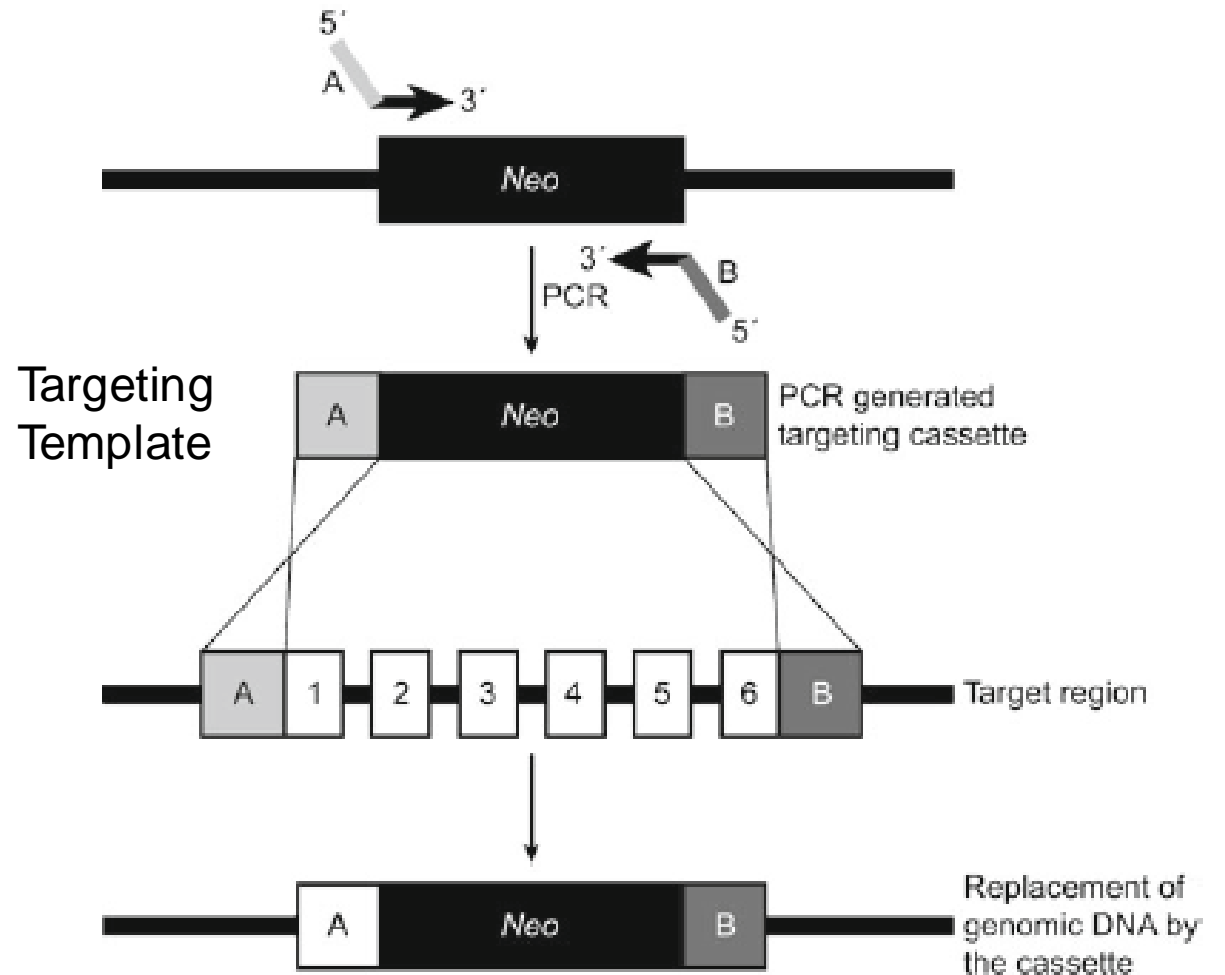 5´
A
3´
Neo
3´
B
PCR
5´
Targeting
Template
A
Neo
B
PCR generated
targeting cassette
A
1
2
3
4
5
6
B
Target region
A
Neo
B
Replacement of
genomic DNA by
the cassette